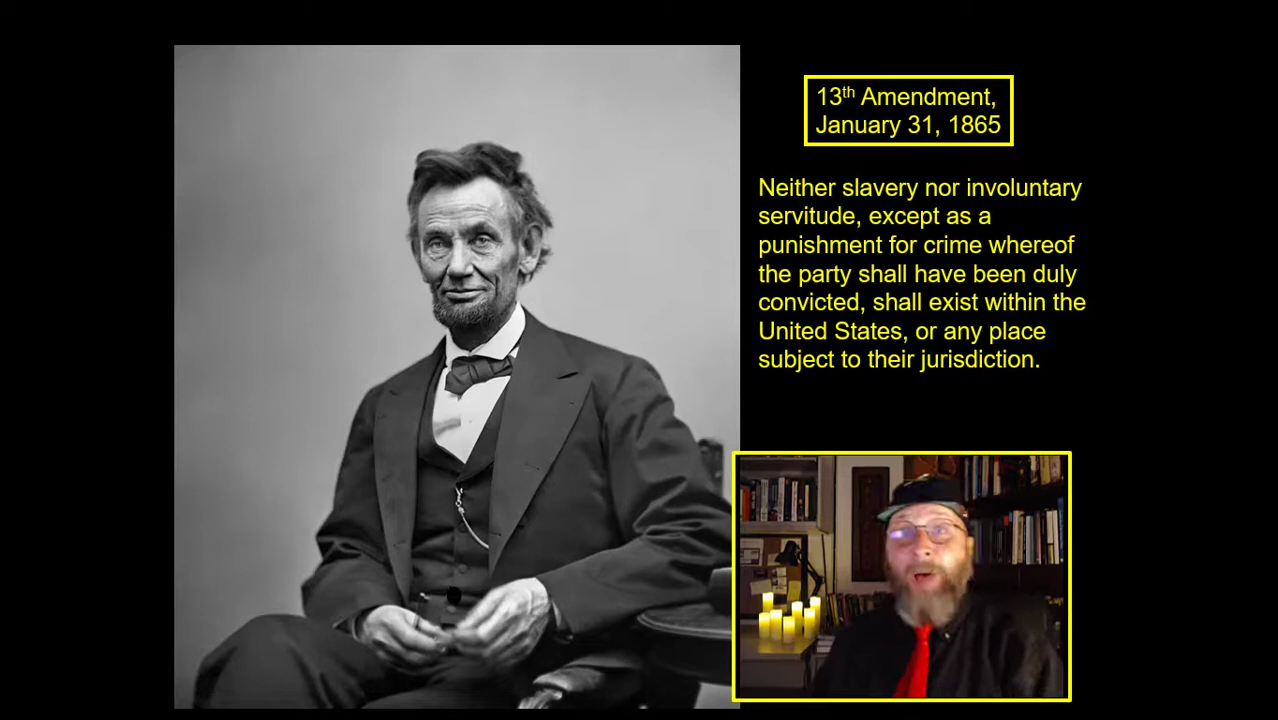 13th Amendment,
January 31, 1865
Neither slavery nor involuntary
servitude, except as a
punishment for crime whereof
the party shall have been duly
convicted, shall exist within the
United States, or any place
subject to their jurisdiction.